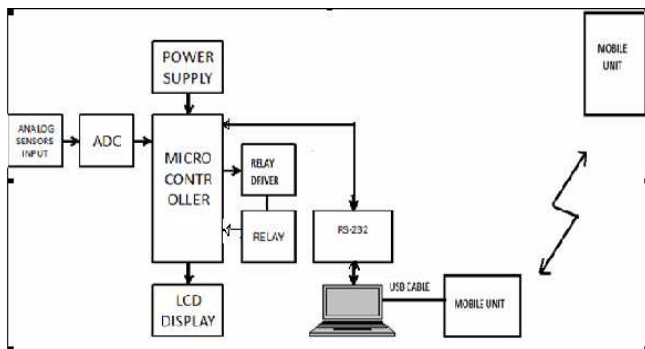 POWER
SUPPLY
MOBILE
UNIT
ANALOG
SENSORS
INPUT
ADC
MICRO
CONTR
OLLER
RELAY
DRIVER
RELAY
RS-232
LCD
DISPLAY
USB CABLE
MOBILE UNIT